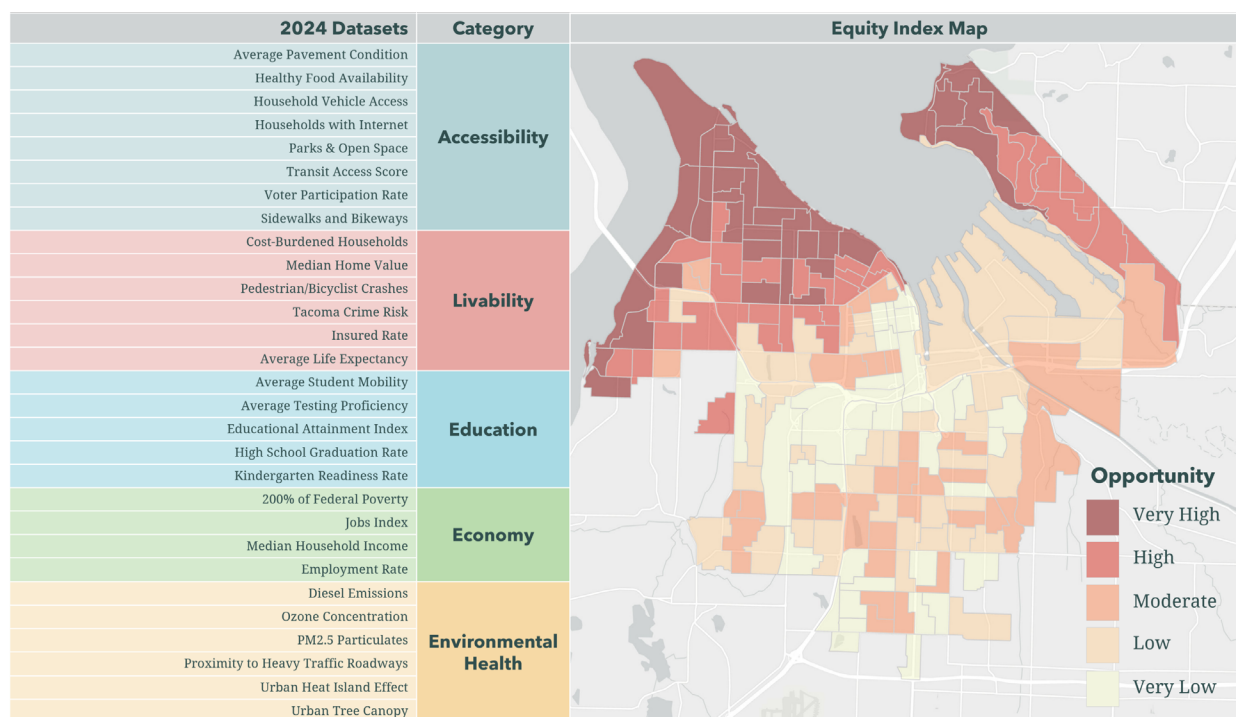 2024 Datasets
Category
Equity Index Map
Average Pavement Condition
Healthy Food Availability
Household Vehicle Access
Households with Internet
Parks & Open Space
Transit Access Score
Voter Participation Rate
Sidewalks and Bikeways
Accessibility
Cost-Burdened Households
Median Home Value
Pedestrian/Bicyclist Crashes
Tacoma Crime Risk
Insured Rate
Average Life Expectancy
Livability
Average Student Mobility
Average Testing Proficiency
Educational Attainment Index
High School Graduation Rate
Kindergarten Readiness Rate
Education
200% of Federal Poverty
Jobs Index
Median Household Income
Employment Rate
Economy
Diesel Emissions
Ozone Concentration
PM2.5 Particulates
Proximity to Heavy Traffic Roadways
Urban Heat Island Effect
Urban Tree Canopy
Environmental
Health
Opportunity
Very High
High
Moderate
Low
Very Low